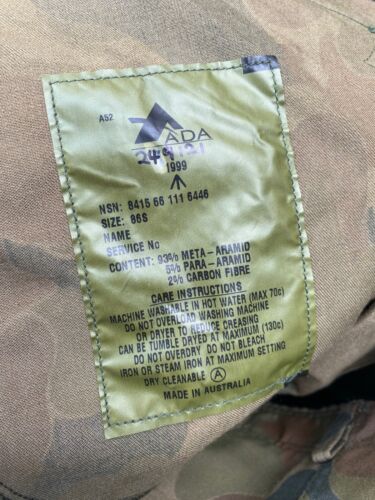 A52
ADA
1999
NSN: 8415 66 111 6446
SIZE: 86S
NAME
SERVICE No
CONTENT: 93% META-ARAMID
5% PARA-ARAMID
2% CARBON FIBRE
CARE INSTRUCTIONS
MACHINE WASHABLE IN HOT WATER (MAX 70c)
DO NOT OVERLOAD WASHING MACHINE
OR DRYER TO REDUCE CREASING
CAN BE TUMBLE DRYED AT MAXIMUM (130c)
DO NOT OVERDRY DO NOT BLEACH
IRON OR STEAM IRON AT MAXIMUM SETTING
DRY CLEANABLE A
MADE IN AUSTRALIA